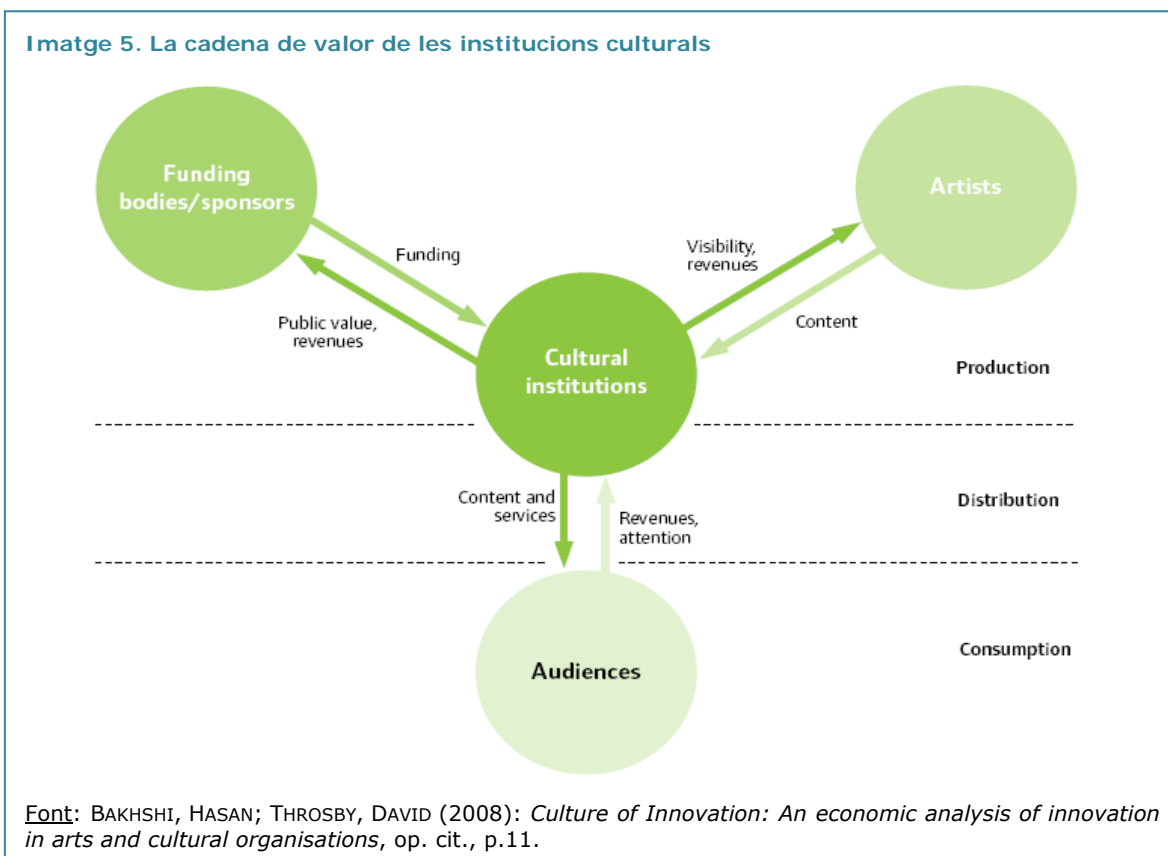 Imatge 5. La cadena de valor de les institucions culturals
Funding
bodies/sponsors
Artists
Funding
Visibility,
revenues
Public value,
revenues
Content
Cultural
institutions
Production
Content and
services
Revenues,
attention
Distribution
Audiences
Consumption
Font: BAKHSHI, HASAN; THROSBY, DAVID (2008): Culture of Innovation: An economic analysis of innovation
in arts and cultural organisations, op. cit., p.11.